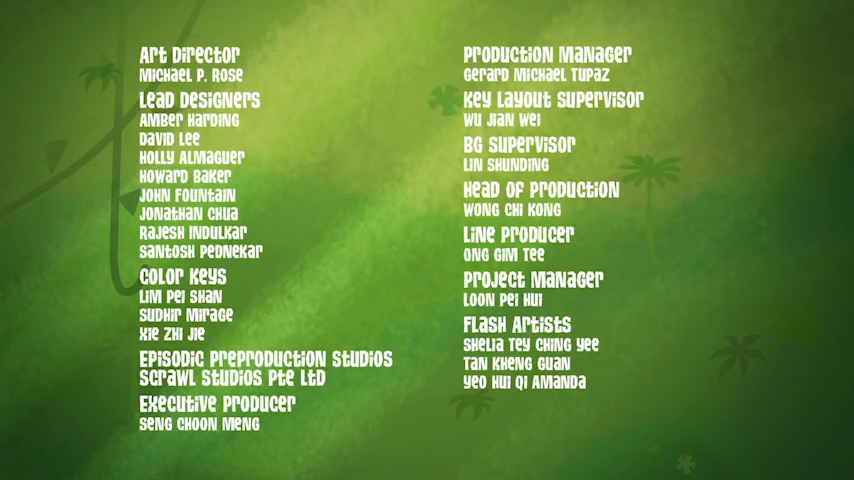 Art Director
Michael P. Rose
Lead Designers
Amber Harding
David Lee
Holly Almaguer
Howard Baker
John Fountain
Jonathan Chua
Rajesh Indulkar
Santosh Pednekar
Color Keys
Lim Pei Shan
Sudhir Mirage
Xie Zhi Jie
Episodic Preproduction Studios
Scrawl Studios Pte Ltd
Executive Producer
Seng Choon Meng
Production Manager
Gerard Michael Tupaz
Key Layout Supervisor
Wu Jian Wei
BG Supervisor
Lin Shunding
Head of Production
Wong Chi Kong
Line Producer
Ong Gim Tee
Project Manager
Loon Pei Hui
Flash Artists
Shelia Tey Ching Yee
Tan Kheng Guan
Yeo Hui Qi Amanda